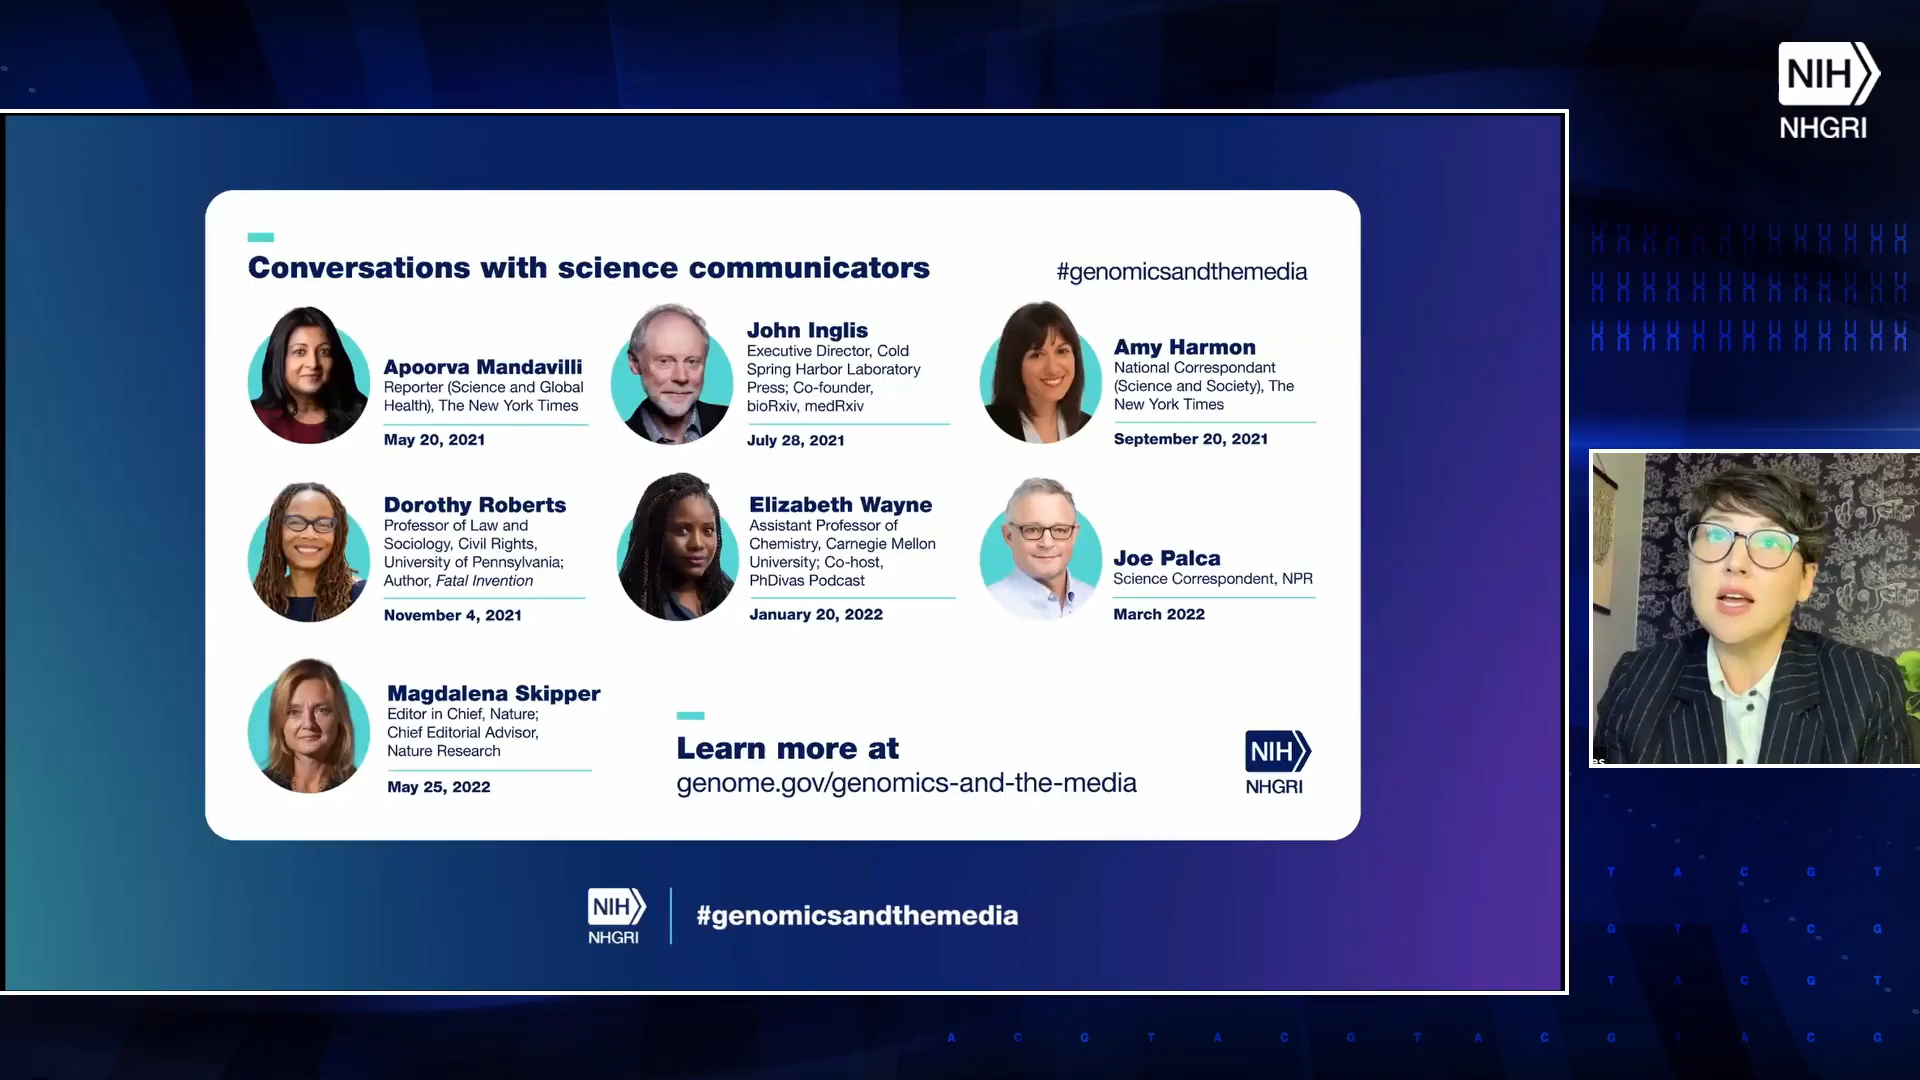 NIH
NHGRI
Conversations with science communicators
#genomicsandthemedia
Apoorva Mandavilli
Reporter (Science and Global
Health), The New York Times
May 20, 2021
John Inglis
Executive Director, Cold
Spring Harbor Laboratory
Press; Co-founder,
bioRxiv, medRxiv
July 28, 2021
Amy Harmon
National Correspondant
(Science and Society), The
New York Times
September 20, 2021
Dorothy Roberts
Professor of Law and
Sociology, Civil Rights,
University of Pennsylvania;
Author, Fatal Invention
November 4, 2021
Elizabeth Wayne
Assistant Professor of
Chemistry, Carnegie Mellon
University; Co-host,
PhDivas Podcast
January 20, 2022
Joe Palca
Science Correspondent, NPR
March 2022
Magdalena Skipper
Editor in Chief, Nature;
Chief Editorial Advisor,
Nature Research
May 25, 2022
Learn more at
genome.gov/genomics-and-the-media
NIH
NHGRI
NIH
NHGRI
#genomicsandthemedia
es
T A C G T
G T A C G
T A C G T
A C G T A C G T A C G T A C G